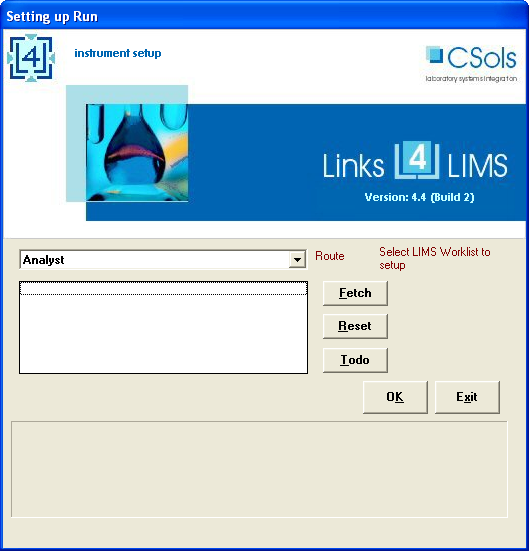 Setting up Run
4
instrument setup
CSols
laboratory systems integration
Links 4 LIMS
Version: 4.4 (Build 2)
Analyst
Route
Select LIMS Worklist to
setup
Fetch
Reset
Todo
OK
Exit